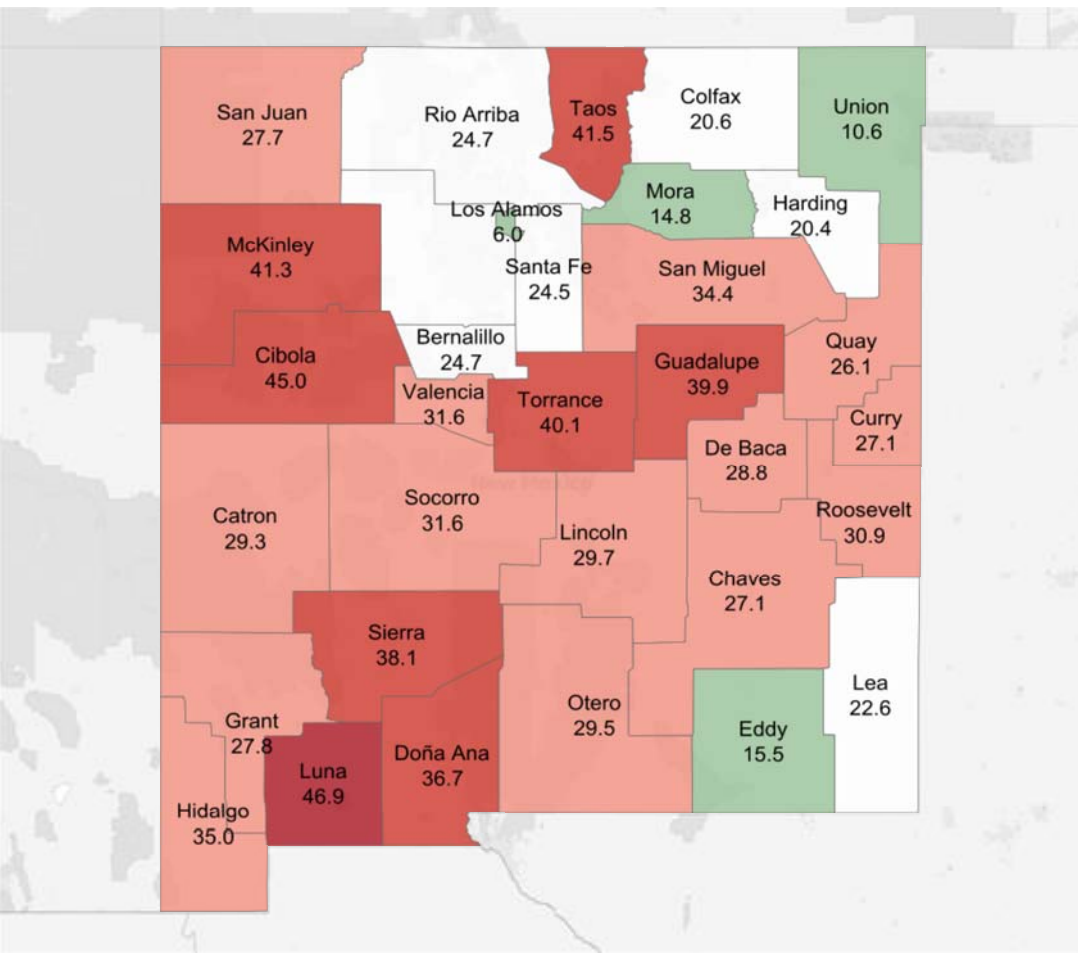 San Juan
27.7
Rio Arriba
24.7
Taos
41.5
Colfax
20.6
Union
10.6
Mora
14.8
Harding
20.4
Los Alamos
6.0
McKinley
41.3
Santa Fe
24.5
San Miguel
34.4
Bernalillo
24.7
Cibola
45.0
Guadalupe
39.9
Quay
26.1
Valencia
31.6
Torrance
40.1
Curry
27.1
De Baca
28.8
New Mexico
Socorro
31.6
Catron
29.3
Lincoln
29.7
Roosevelt
30.9
Chaves
27.1
Sierra
38.1
Otero
29.5
Lea
22.6
Grant
27.8
Eddy
15.5
Doña Ana
36.7
Luna
46.9
Hidalgo
35.0